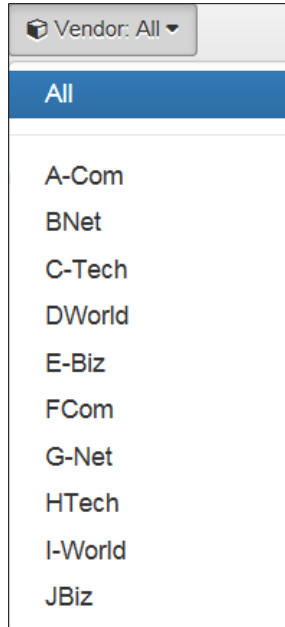 Vendor: All
All
A-Com
BNet
C-Tech
DWorld
E-Biz
FCom
G-Net
HTech
I-World
JBiz